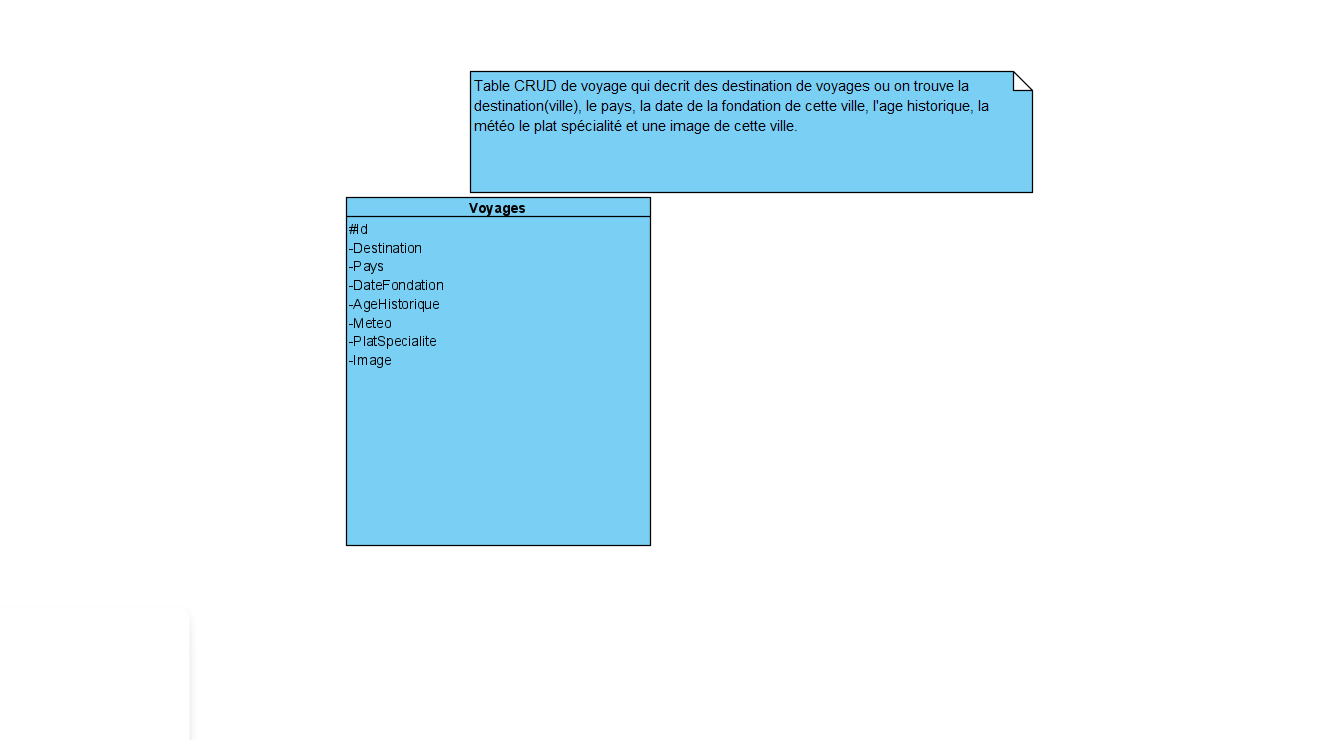 Table CRUD de voyage qui decrit des destination de voyages ou on trouve la
destination(ville), le pays, la date de la fondation de cette ville, l'age historique, la
météo le plat spécialité et une image de cette ville.
Voyages
#Id
-Destination
-Pays
-DateFondation
-AgeHistorique
-Meteo
-PlatSpecialite
-Image